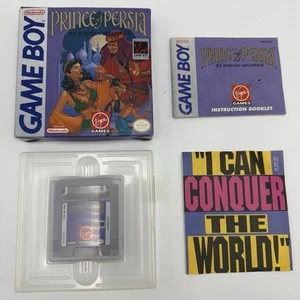 GAME BOY
Nintendo
PRINCE OF PERSIA
BY JORDAN MECHNER
Virgin
GAMES
GAME BOY
PRINCE OF PERSIA
BY JORDAN MECHNER
Virgin
GAMES
INSTRUCTION BOOKLET
Virgin
"I CAN
CONQUER
THE
WORLD!"